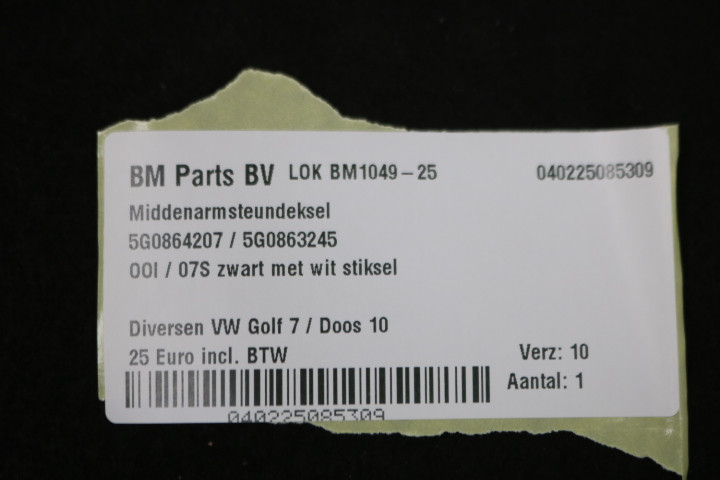 BM Parts BV LOK BM1049-25 040225085309
Middenarmsteundeksel
5G0864207 / 5G0863245
OOI / 07S zwart met wit stiksel
Diversen VW Golf 7 / Doos 10
25 Euro incl. BTW Verz: 10
Aantal: 1
040225085309